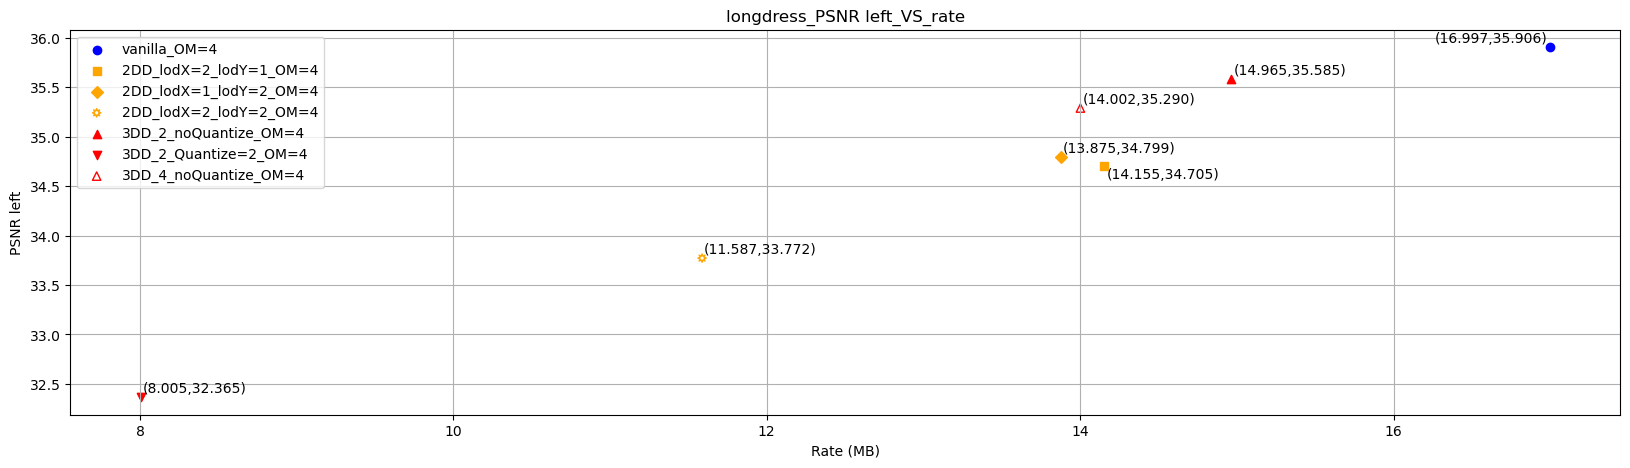 longdress_PSNR left_VS_rate
36.0
35.5
35.0
34.5
34.0
33.5
33.0
32.5
PSNR left
vanilla_OM=4
2DD_lodX=2_lodY=1_OM=4
2DD_lodX=1_lodY=2_OM=4
2DD_lodX=2_lodY=2_OM=4
3DD_2_noQuantize_OM=4
3DD_2_Quantize=2_OM=4
3DD_4_noQuantize_OM=4
(16.997,35.906)
(14.965,35.585)
(14.002,35.290)
(13.875,34.799)
(14.155,34.705)
(11.587,33.772)
(8.005,32.365)
8
10
12
14
16
Rate (MB)